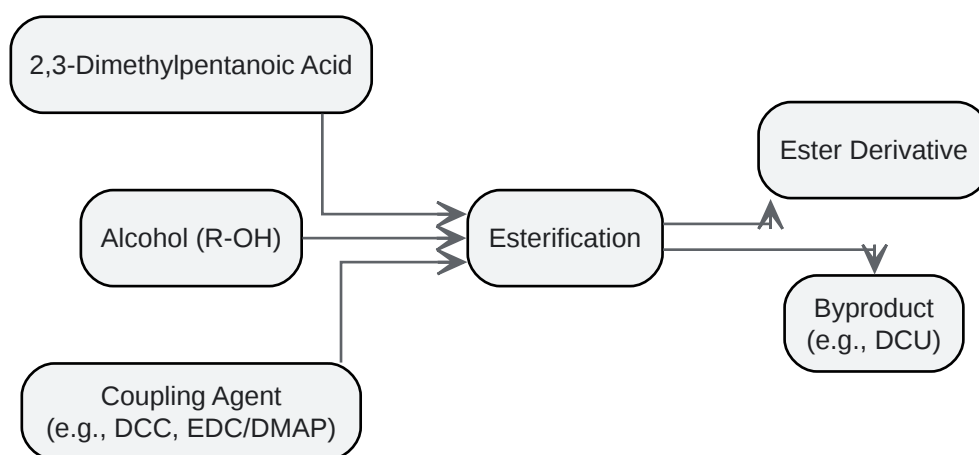 2,3-Dimethylpentanoic Acid
Alcohol (R-OH)
Coupling Agent
(e.g., DCC, EDC/DMAP)
Esterification
Ester Derivative
Byproduct
(e.g., DCU)